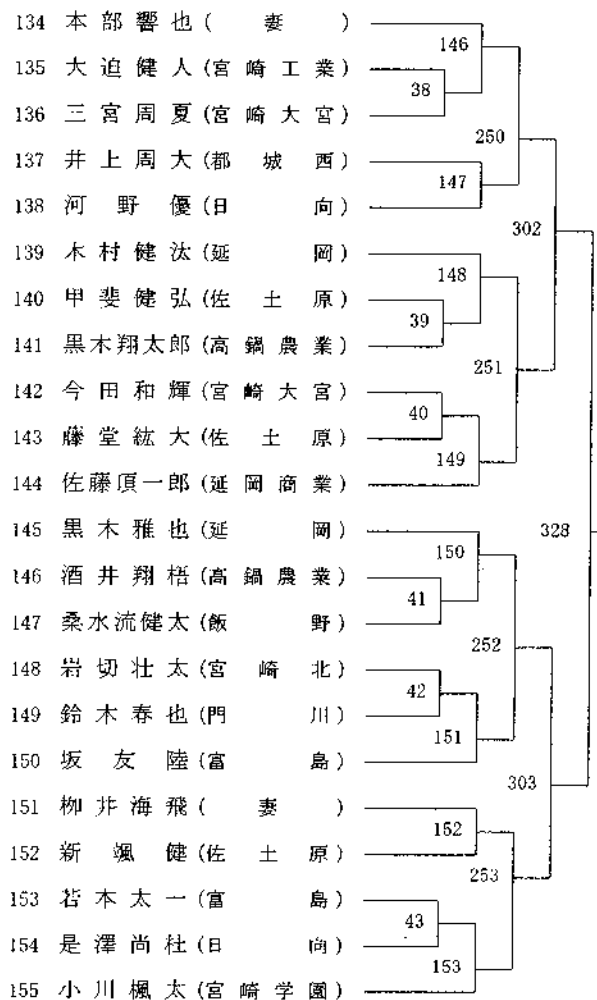 134 本部響也(妻)
135 大迫健人(宮崎工業)
136 三宮周夏(宮崎大宮)
137 井上周大(都城西)
138 河野優(日向)
139 木村健汰(延岡)
140 甲斐健弘(佐土原)
141 黒木翔太郎(高鍋農業)
142 今田和輝(宮崎大宮)
143 藤堂紘大(佐土原)
144 佐藤頂一郎(延岡商業)
145 黒木雅也(延岡)
146 酒井翔梧(高鍋農業)
147 桑水流健太(飯野)
148 岩切壮太(宮崎北)
149 鈴木春也(門川)
150 坂友陸(富島)
151 柳井海飛(妻)
152 新颯健(佐土原)
153 若本太一(富島)
154 是澤尚杜(日向)
155 小川楓太(宮崎学園)
146
38
250
147
302
148
39
251
40
149
328
150
41
252
42
151
303
152
253
43
153